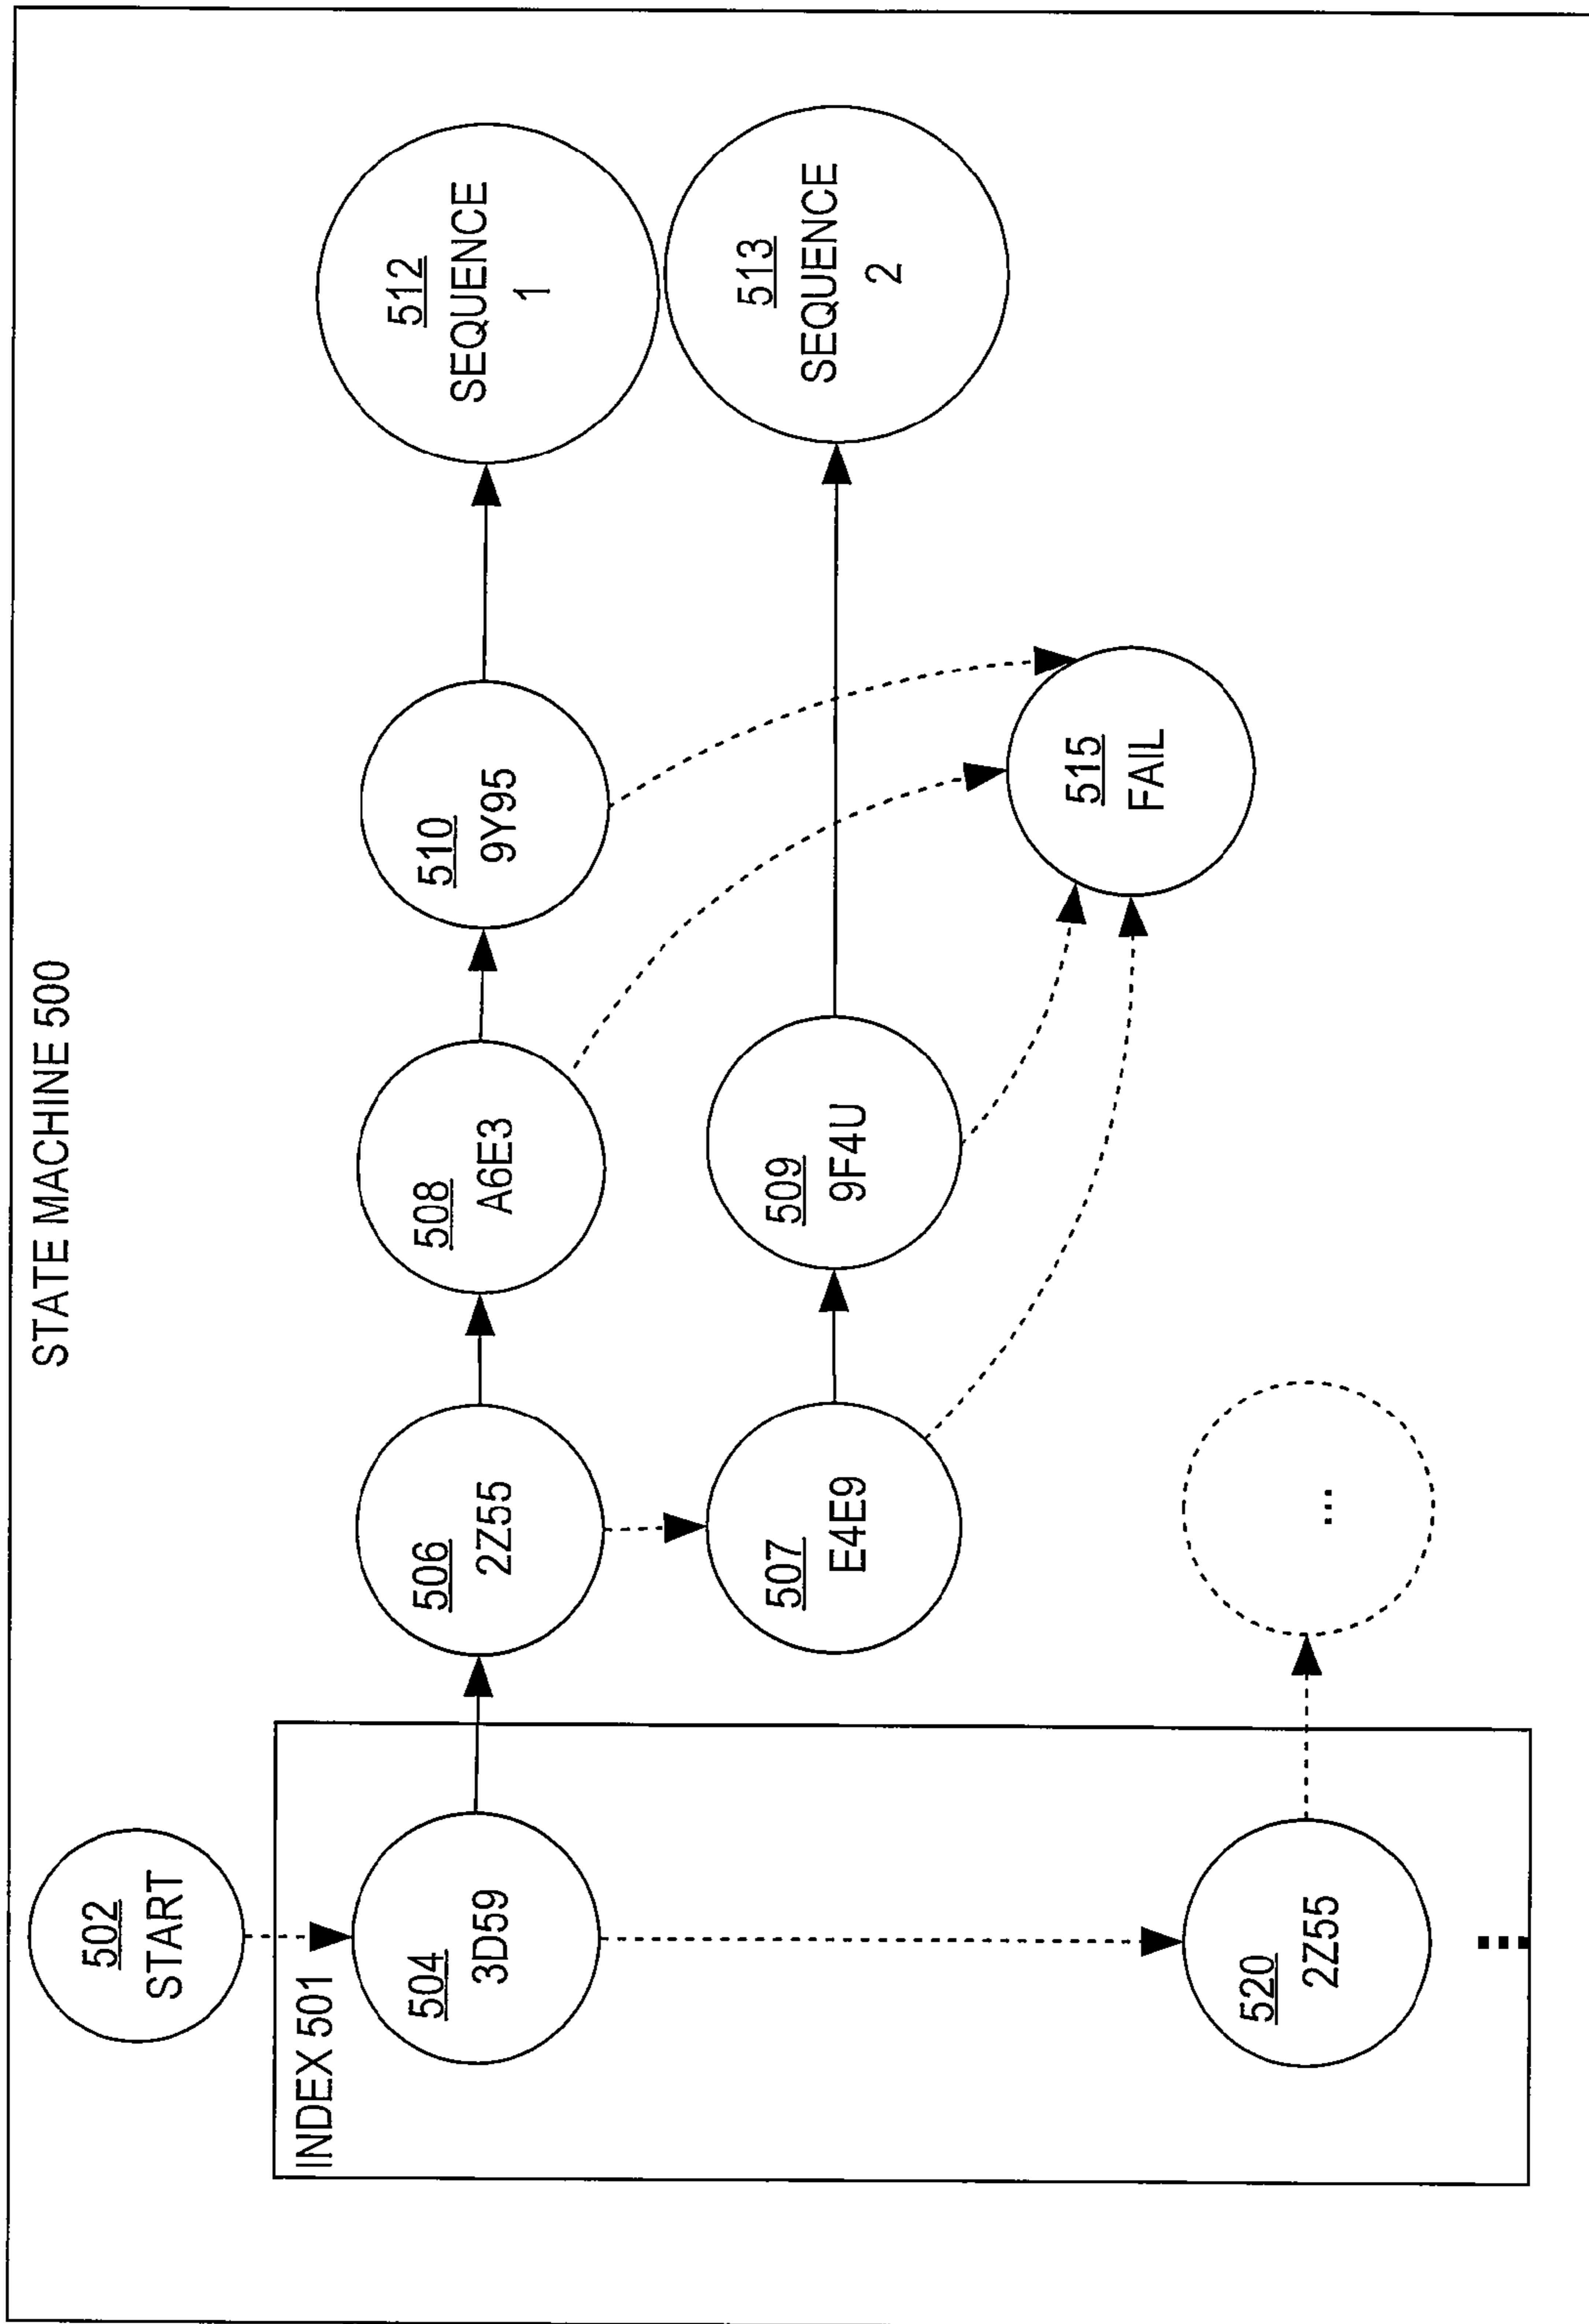 STATE MACHINE 500
502
START
INDEX 501
504
3D59
506
2Z55
508
A6E3
510
9Y95
512
SEQUENCE
1
507
E4E9
509
9F4U
513
SEQUENCE
2
515
FAIL
520
2Z55
...
...